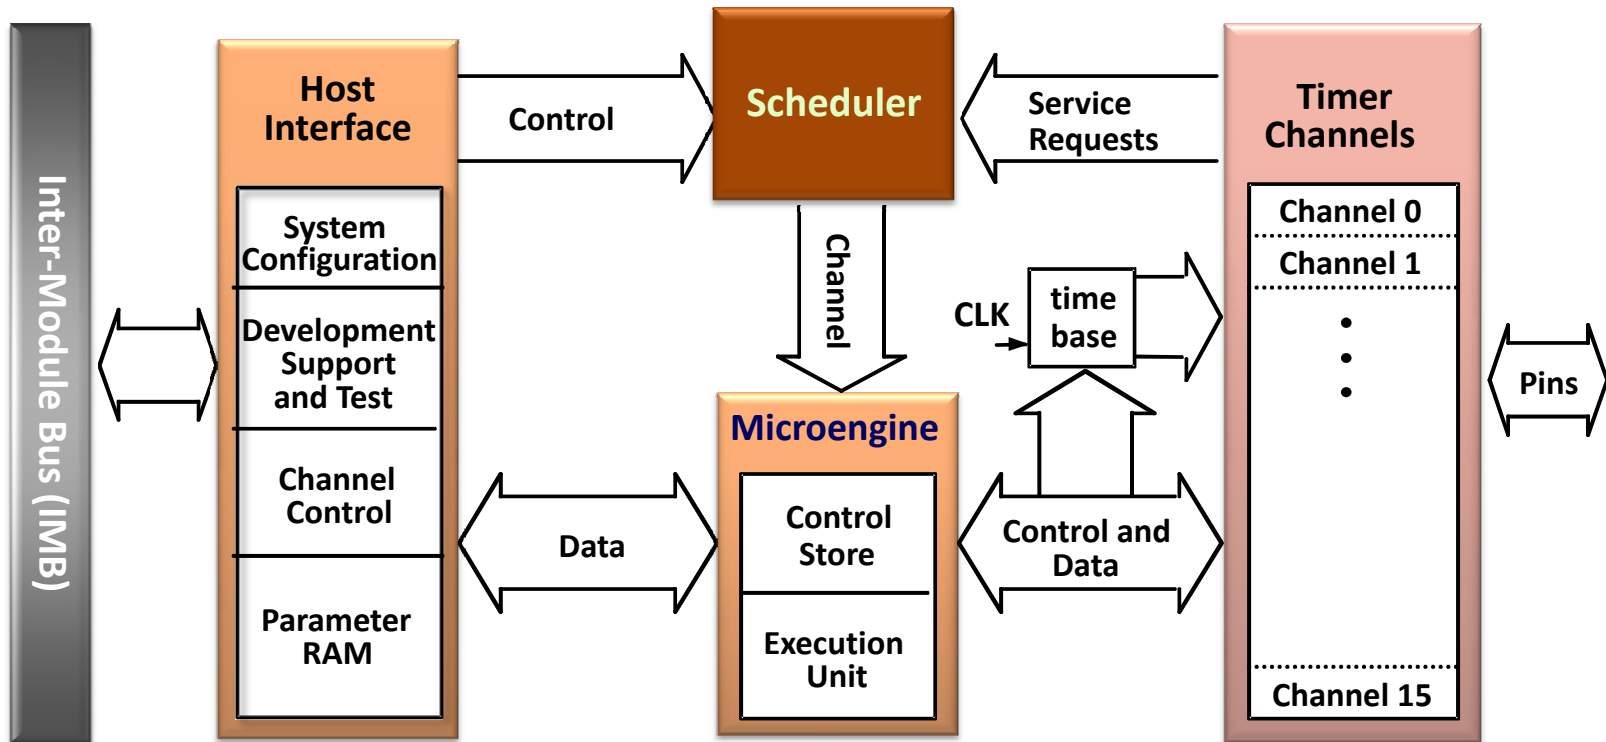 Inter-Module Bus (IMB)
Host
Interface
System
Configuration
Development
Support
and Test
Channel
Control
Parameter
RAM
Control
Scheduler
Service
Requests
Channel
Data
Microengine
Control
Store
Execution
Unit
CLK
time
base
Control and
Data
Timer
Channels
Channel 0
Channel 1
Channel 15
Pins